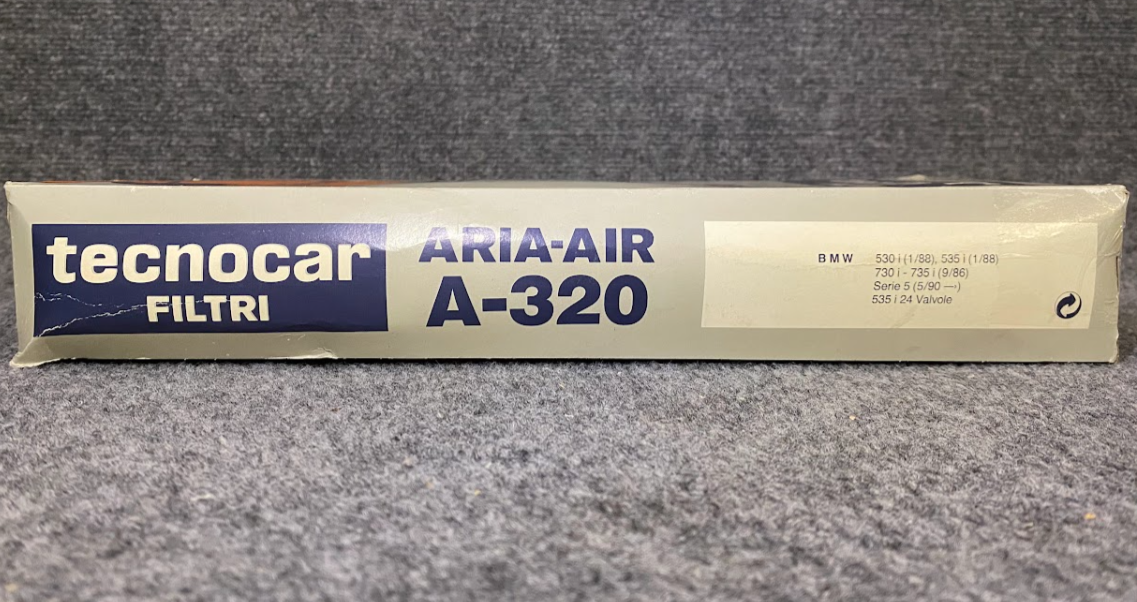 tecnocar
FILTRI
ARIA-AIR
A-320
BMW 530 i (1/88), 535 i (1/88)
730 i - 735 i (9/86)
Serie 5 (5/90 →)
535 i 24 Valvole